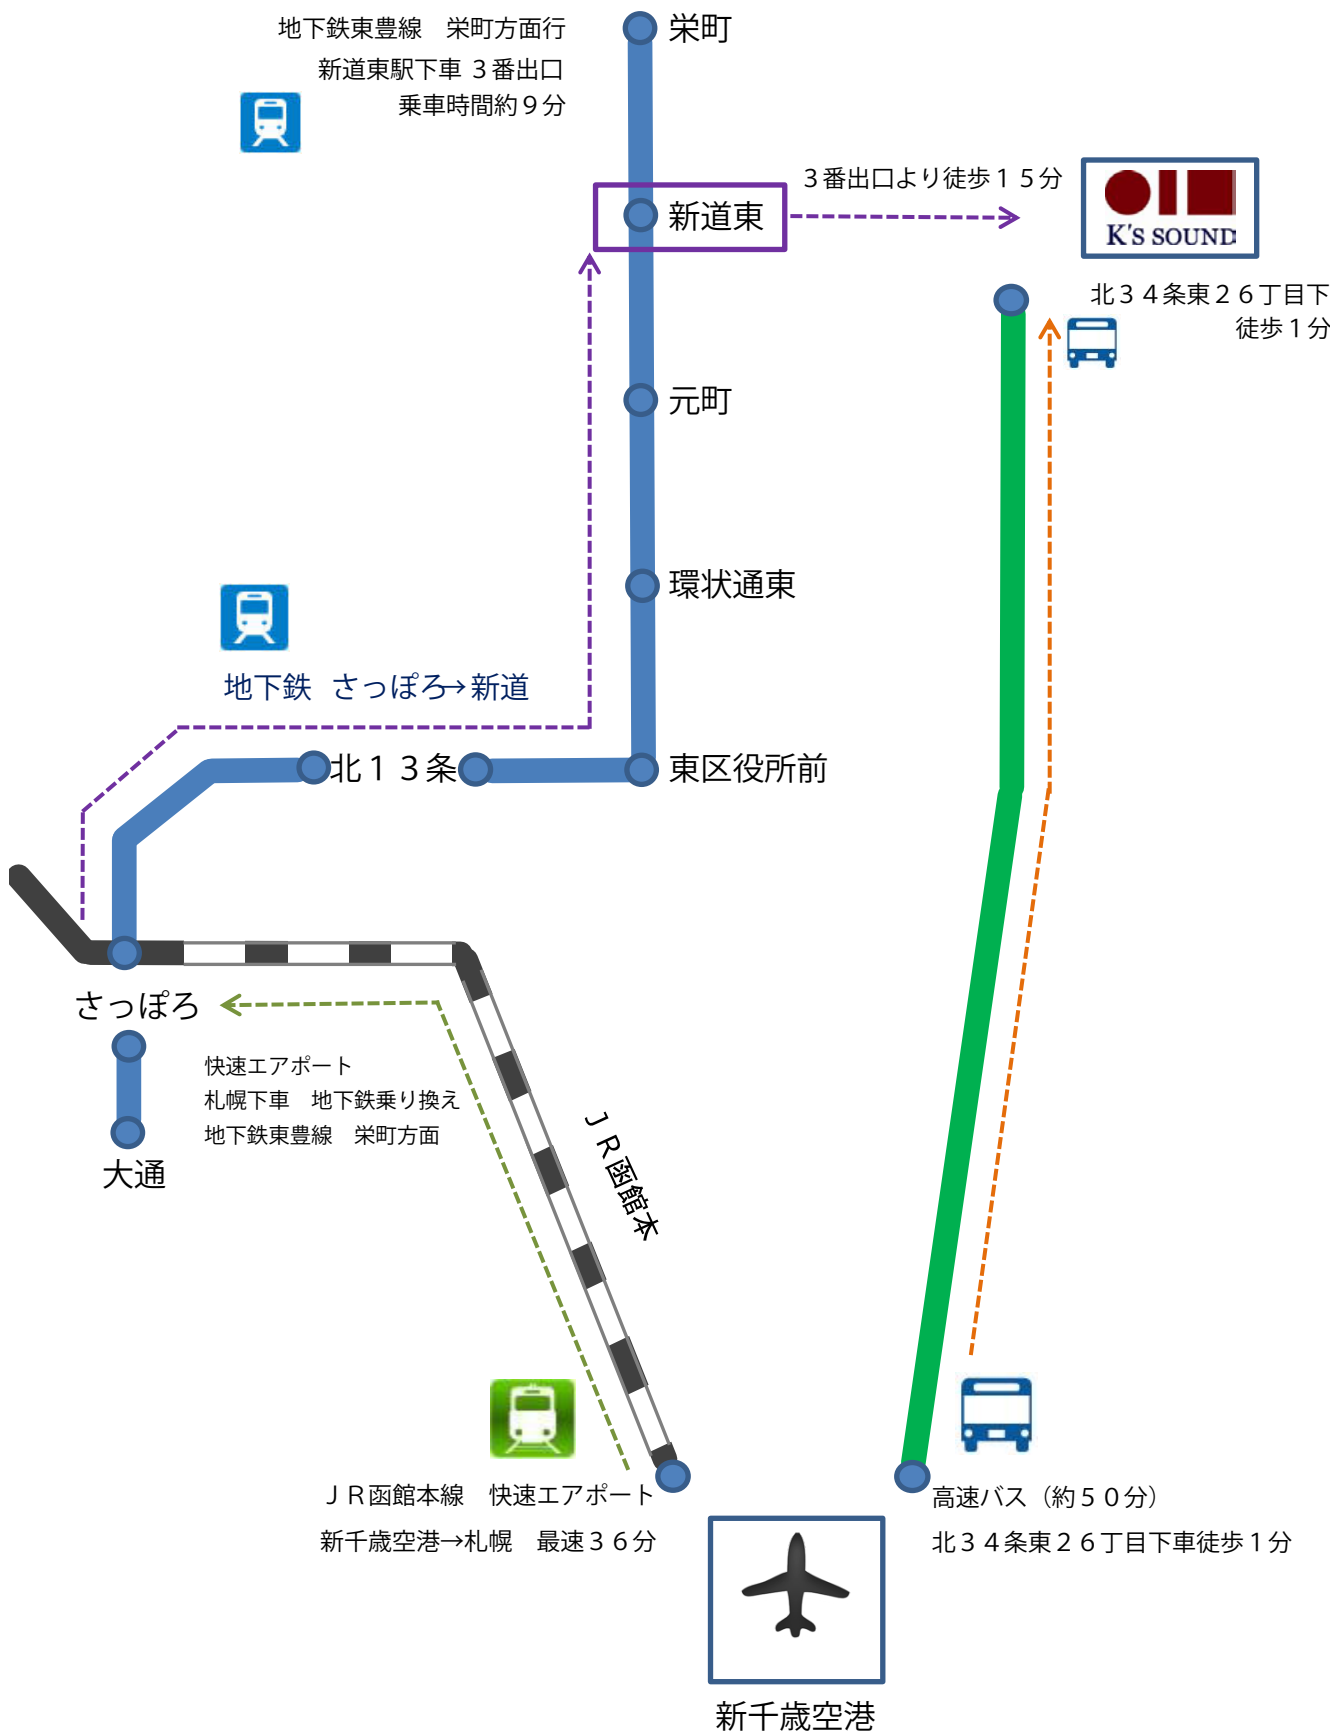 地下鉄東豊線　栄町方面行
新道東駅下車 ３番出口
乗車時間約９分
栄町
３番出口より徒歩１５分
新道東
K'S SOUND
北３４条東２６丁目下
徒歩１分
元町
環状通東
地下鉄 さっぽろ→新道
北１３条
東区役所前
さっぽろ
快速エアポート
札幌下車　地下鉄乗り換え
地下鉄東豊線　栄町方面
大通
ＪＲ函館本
ＪＲ函館本線　快速エアポート
新千歳空港→札幌　最速３６分
高速バス（約５０分）
北３４条東２６丁目下車徒歩１分
新千歳空港